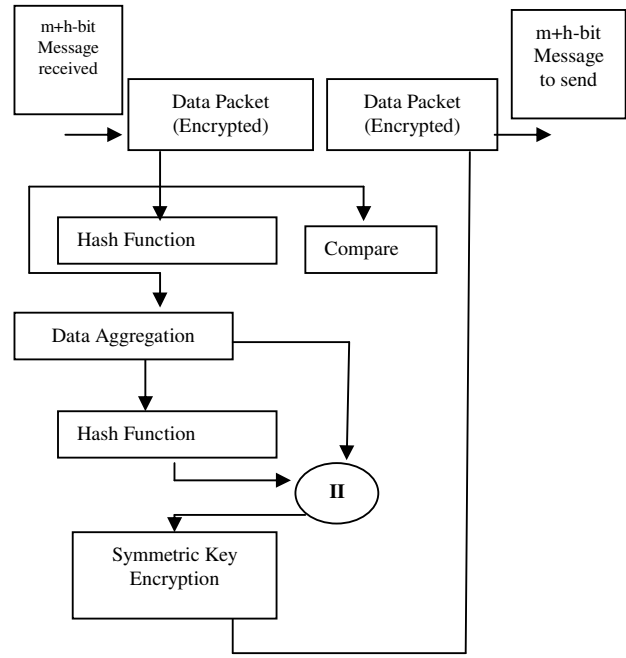 m+h-bit
Message
received
Data Packet
(Encrypted)
Data Packet
(Encrypted)
m+h-bit
Message
to send
Hash Function
Compare
Data Aggregation
Hash Function
II
Symmetric Key
Encryption